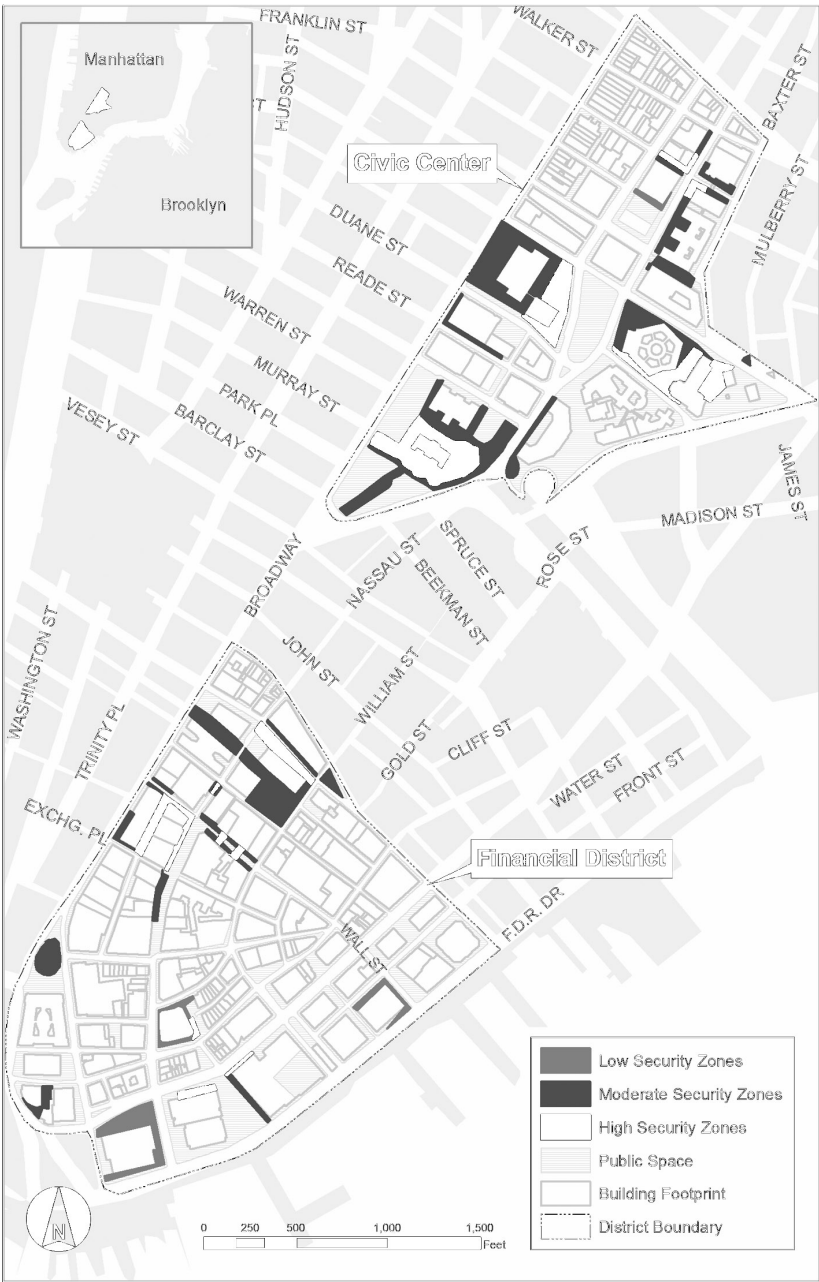 FRANKLIN ST
WALKER ST
HUDSON ST
BAXTER ST
Manhattan
ST
Civic Center
MULBERRY ST
Brooklyn
DUANE ST
READE ST
WARREN ST
MURRAY ST
PARK PL
BARCLAY ST
VESEY ST
JAMES ST
MADISON ST
SPRUCE ST
ROSE ST
NASSAU ST
BEEKMAN ST
BROADWAY
JOHN ST
WILLIAM ST
WASHINGTON ST
TRINITY PL
GOLD ST
CLIFF ST
WATER ST
FRONT ST
EXCHG. PL
Financial District
F.D.R. DR
WALL ST
Low Security Zones
Moderate Security Zones
High Security Zones
Public Space
Building Footprint
District Boundary
N
0 250 500 1,000 1,500
Feet